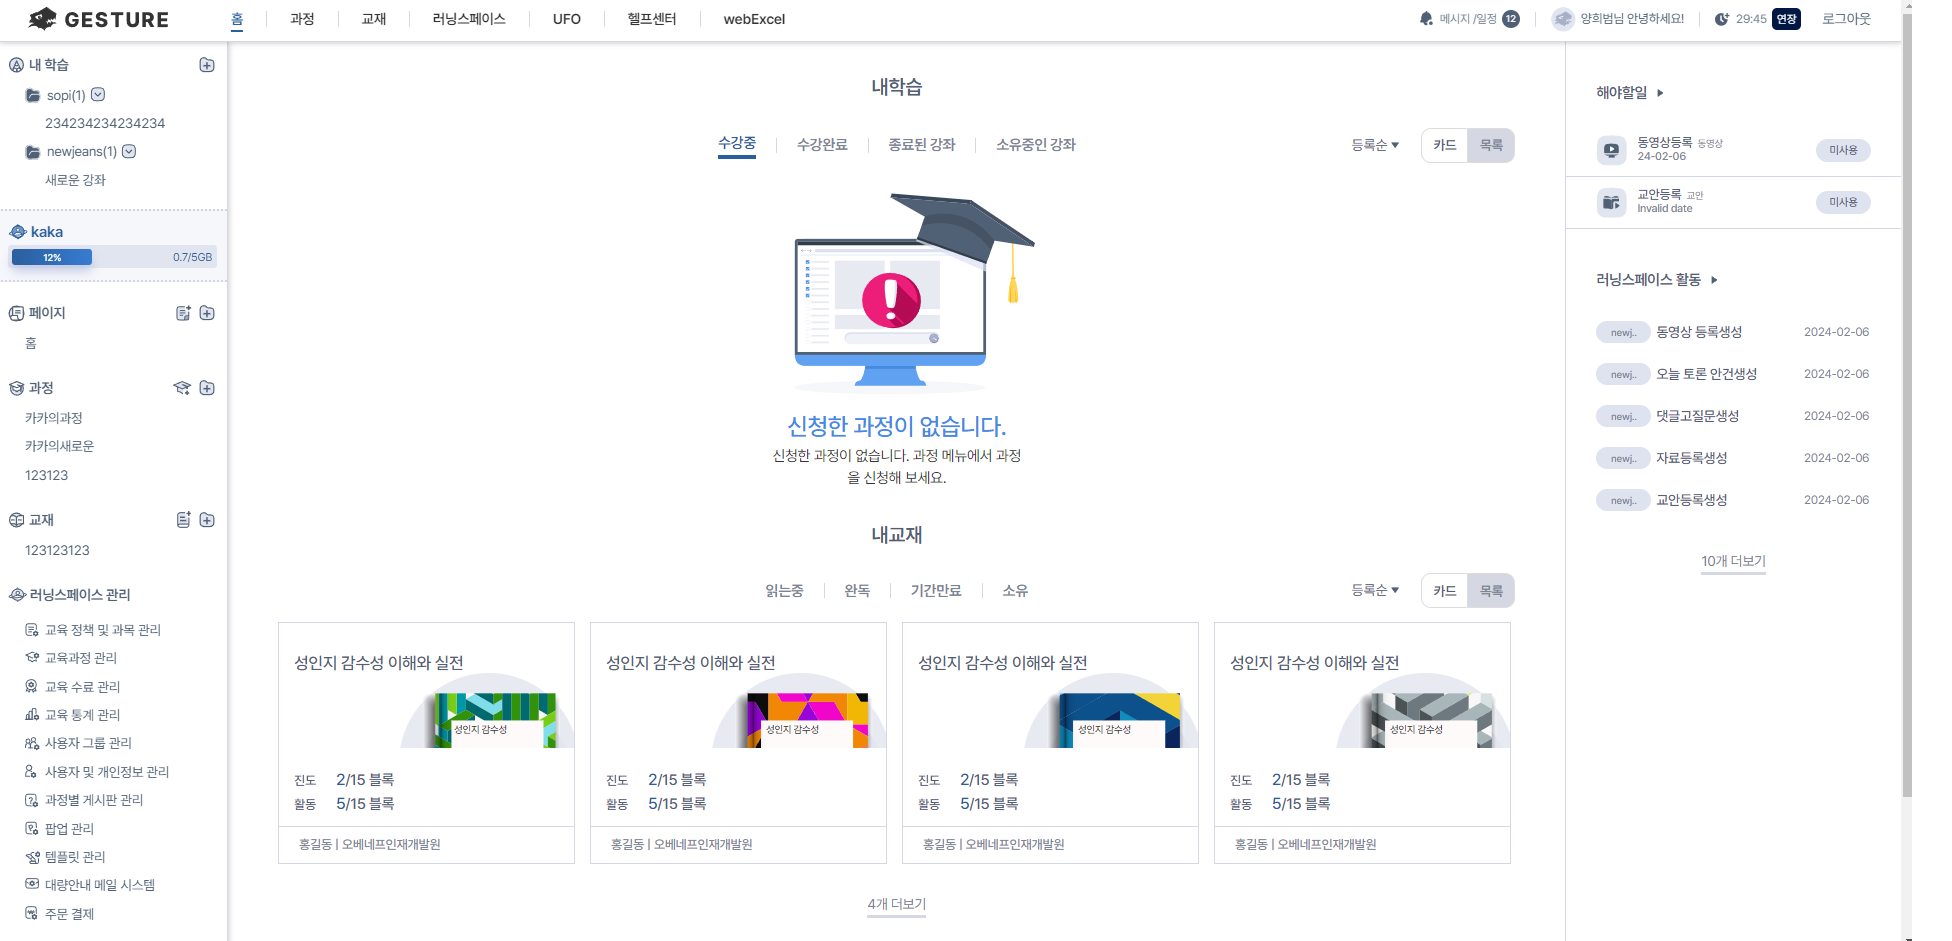 GESTURE
홈
과정
교재
러닝스페이스
UFO
헬프센터
webExcel
메시지 /일정 12
양희범님 안녕하세요!
29:45 연장
로그아웃
내 학습
sopi(1)
234234234234234
newjeans(1)
새로운 강좌
kaka
12%
0.7/5GB
페이지
홈
과정
카카의과정
카카의새로운
123123
교재
123123123
러닝스페이스 관리
교육 정책 및 과목 관리
교육과정 관리
교육 수료 관리
교육 통계 관리
사용자 그룹 관리
사용자 및 개인정보 관리
과정별 게시판 관리
팝업 관리
템플릿 관리
대량안내 메일 시스템
주문 결제
내학습
수강중
수강완료
종료된 강좌
소유중인 강좌
등록순▼
카드
목록
신청한 과정이 없습니다.
신청한 과정이 없습니다. 과정 메뉴에서 과정
을 신청해 보세요.
내교재
읽는중
완독
기간만료
소유
등록순▼
카드
목록
성인지 감수성 이해와 실전
성인지 감수성
진도 2/15 블록
활동 5/15 블록
홍길동 | 오베네프인재개발원
성인지 감수성 이해와 실전
성인지 감수성
진도 2/15 블록
활동 5/15 블록
홍길동 | 오베네프인재개발원
성인지 감수성 이해와 실전
성인지 감수성
진도 2/15 블록
활동 5/15 블록
홍길동 | 오베네프인재개발원
성인지 감수성 이해와 실전
성인지 감수성
진도 2/15 블록
활동 5/15 블록
홍길동 | 오베네프인재개발원
4개 더보기
해야할일
동영상등록 동영상
24-02-06
미사용
교안등록 교안
Invalid date
미사용
러닝스페이스 활동
newj.. 동영상 등록생성 2024-02-06
newj.. 오늘 토론 안건생성 2024-02-06
newj.. 댓글고질문생성 2024-02-06
newj.. 자료등록생성 2024-02-06
newj.. 교안등록생성 2024-02-06
10개 더보기